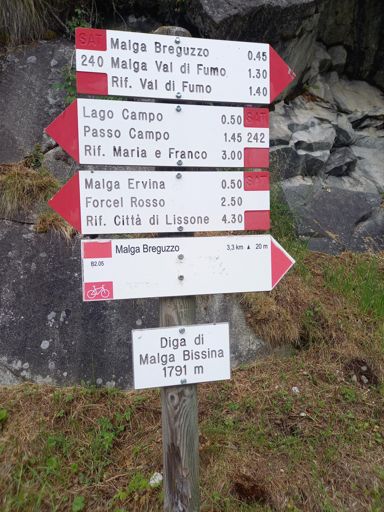 SAT Malga Breguzzo 0.45
240 Malga Val di Fumo 1.30
Rif. Val di Fumo 1.40
Lago Campo 0.50 SAT
Passo Campo 1.45 242
Rif. Maria e Franco 3.00
Malga Ervina 0.50 SAT
Forcel Rosso 2.50
Rif. Città di Lissone 4.30
Malga Breguzzo 3,3 km ▲ 20 m
B2.05
Diga di
Malga Bissina
1791 m